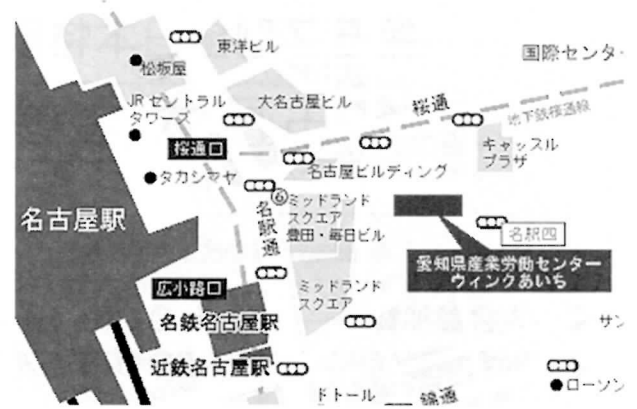 東洋ビル
松坂屋
国際センタ
JRセントラル
タワーズ
大名古屋ビル
桜通
地下鉄桜通線
桜通口
キャッスル
プラザ
名古屋ビルディング
タカシマヤ
⑥
ミッドランド
スクエア
豊田・毎日ビル
名駅通
名古屋駅
名駅四
愛知県産業労働センター
ウィンクあいち
広小路口
ミッドランド
スクエア
名鉄名古屋駅
サン
近鉄名古屋駅
ドトール
錦通
ローソン